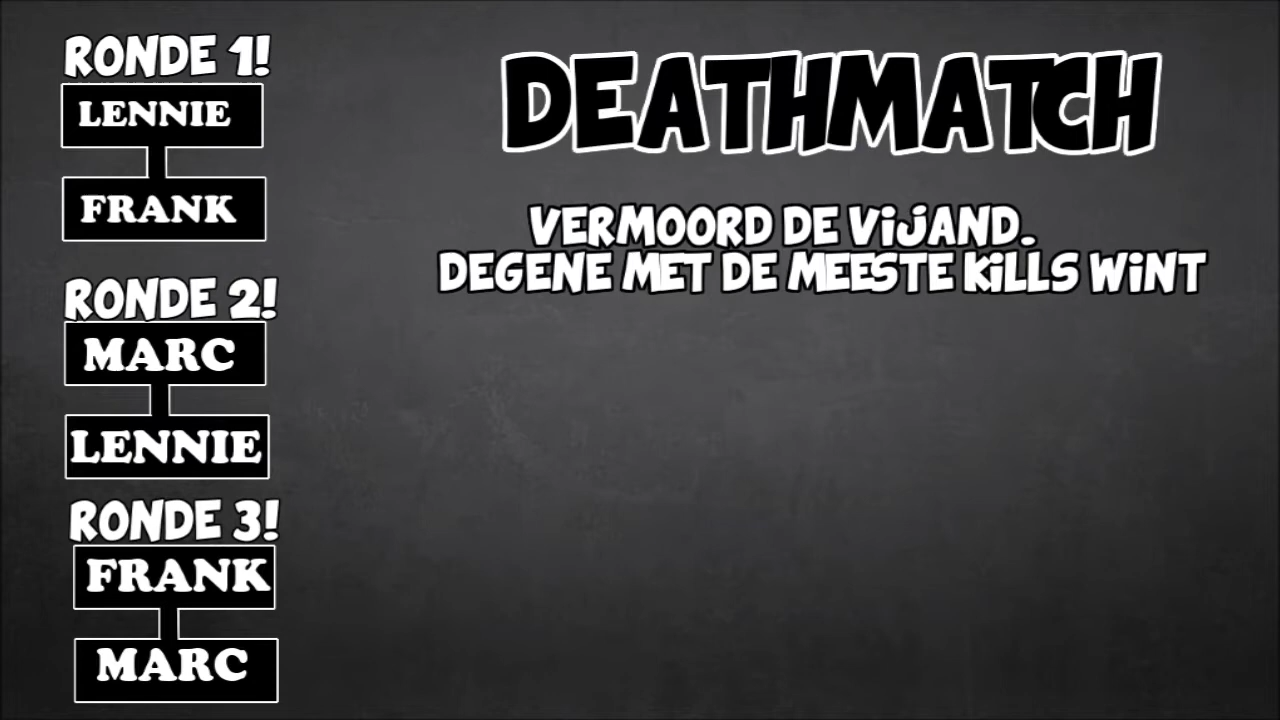 RONDE 1!
LENNIE
FRANK
RONDE 2!
MARC
LENNIE
RONDE 3!
FRANK
MARC
DEATHMATCH
VERMOORD DE VijAND.
DEGENE MET DE MEESTE KiLLS WiNT